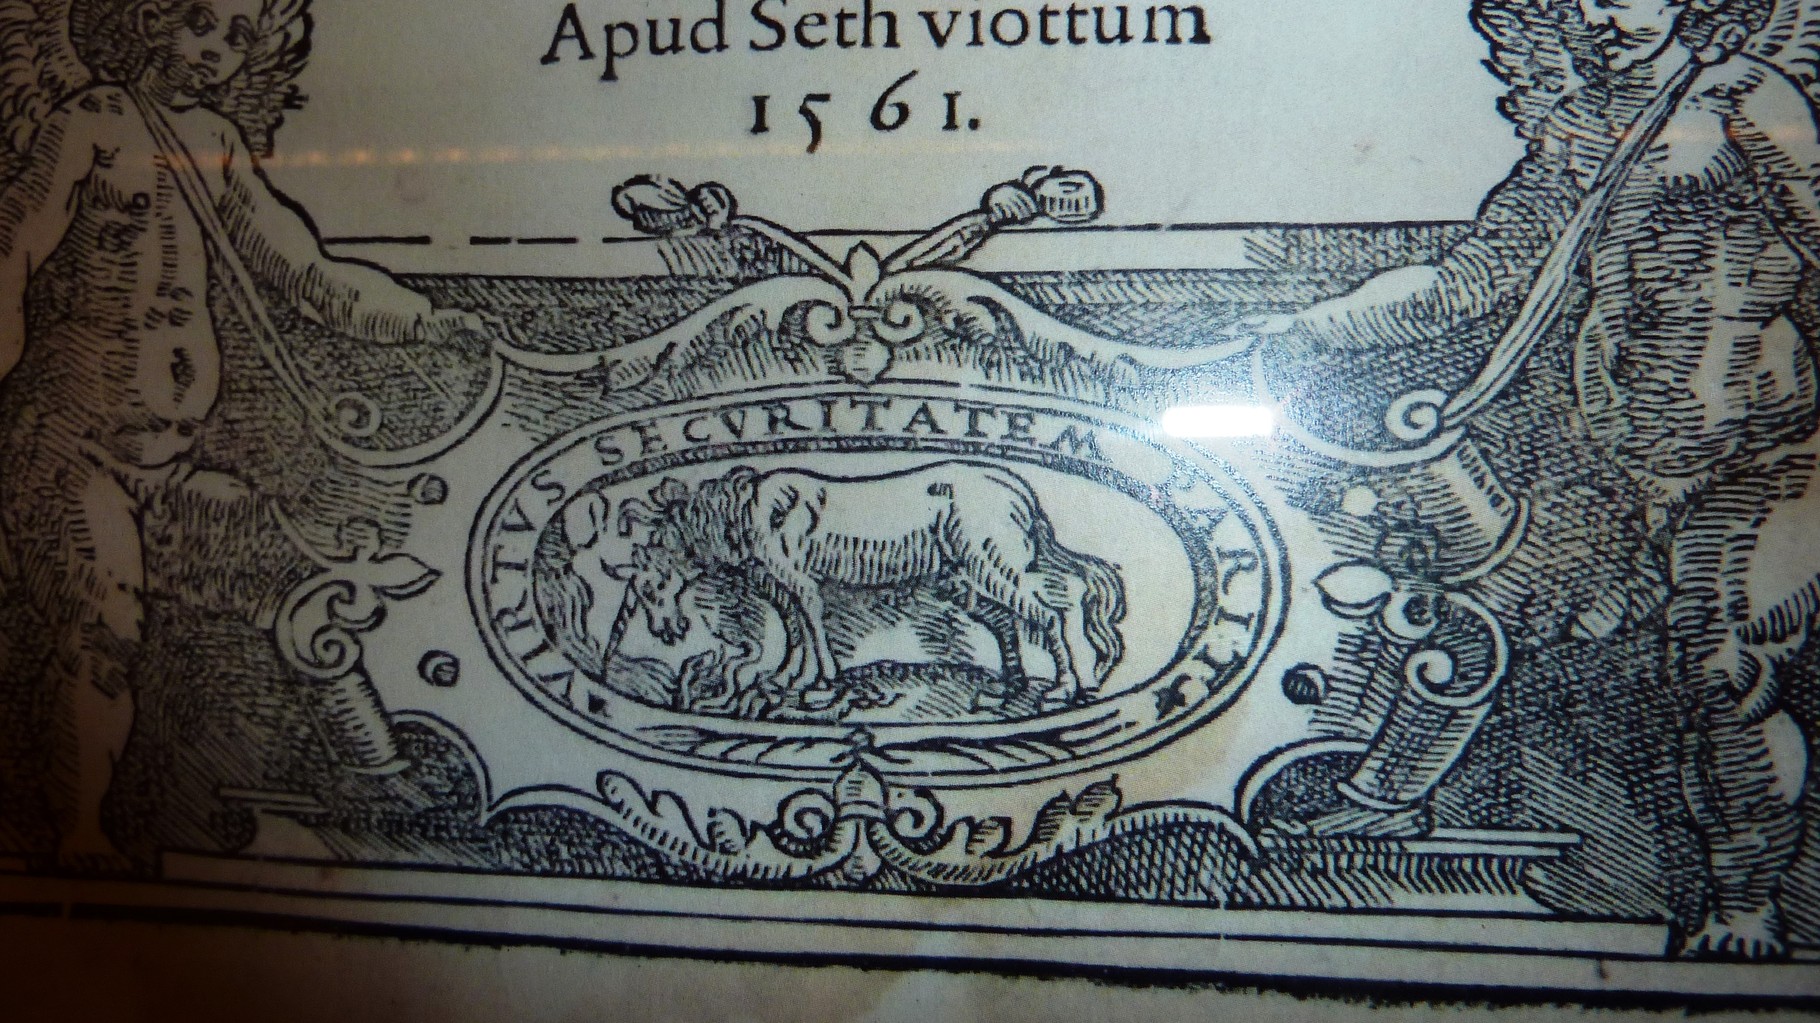 Apud Seth viottum
1561.
VIRTVS SECVRITATEM PARIT